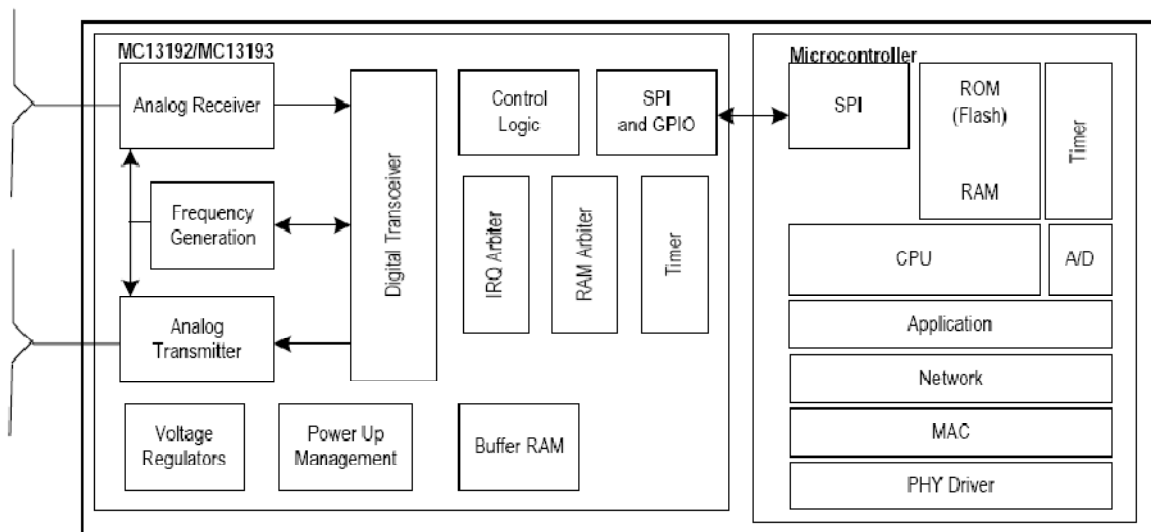 MC13192/MC13193
Analog Receiver
Frequency
Generation
Analog
Transmitter
Voltage
Regulators
Power Up
Management
Digital Transceiver
Control
Logic
SPI
and GPIO
IRQ Arbiter
RAM Arbiter
Timer
Buffer RAM
Microcontroller
SPI
ROM
(Flash)
RAM
Timer
CPU
A/D
Application
Network
MAC
PHY Driver